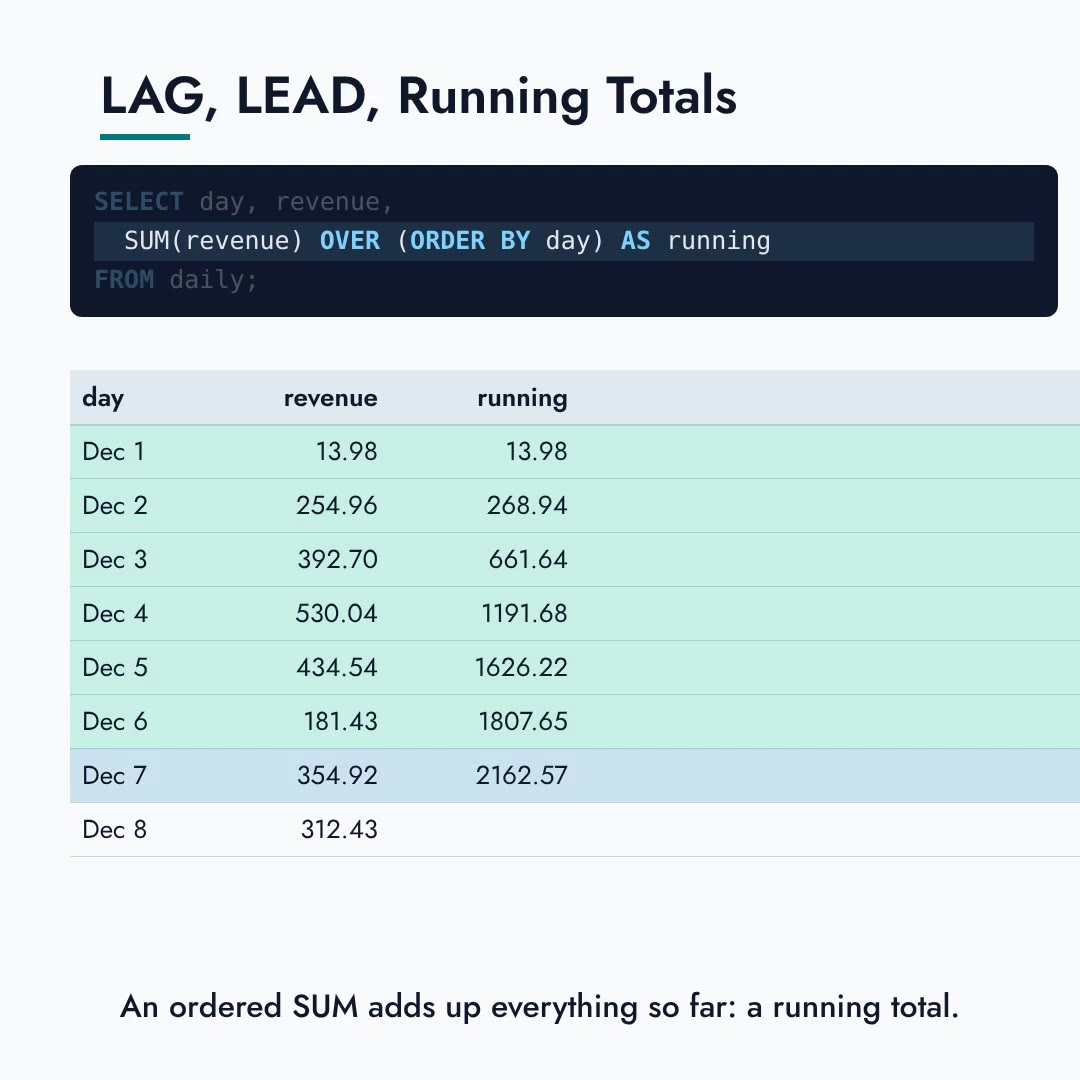 LAG, LEAD, Running Totals
SELECT day, revenue,
SUM(revenue) OVER (ORDER BY day) AS running
FROM daily;
day revenue running
Dec 1 13.98 13.98
Dec 2 254.96 268.94
Dec 3 392.70 661.64
Dec 4 530.04 1191.68
Dec 5 434.54 1626.22
Dec 6 181.43 1807.65
Dec 7 354.92 2162.57
Dec 8 312.43
An ordered SUM adds up everything so far: a running total.